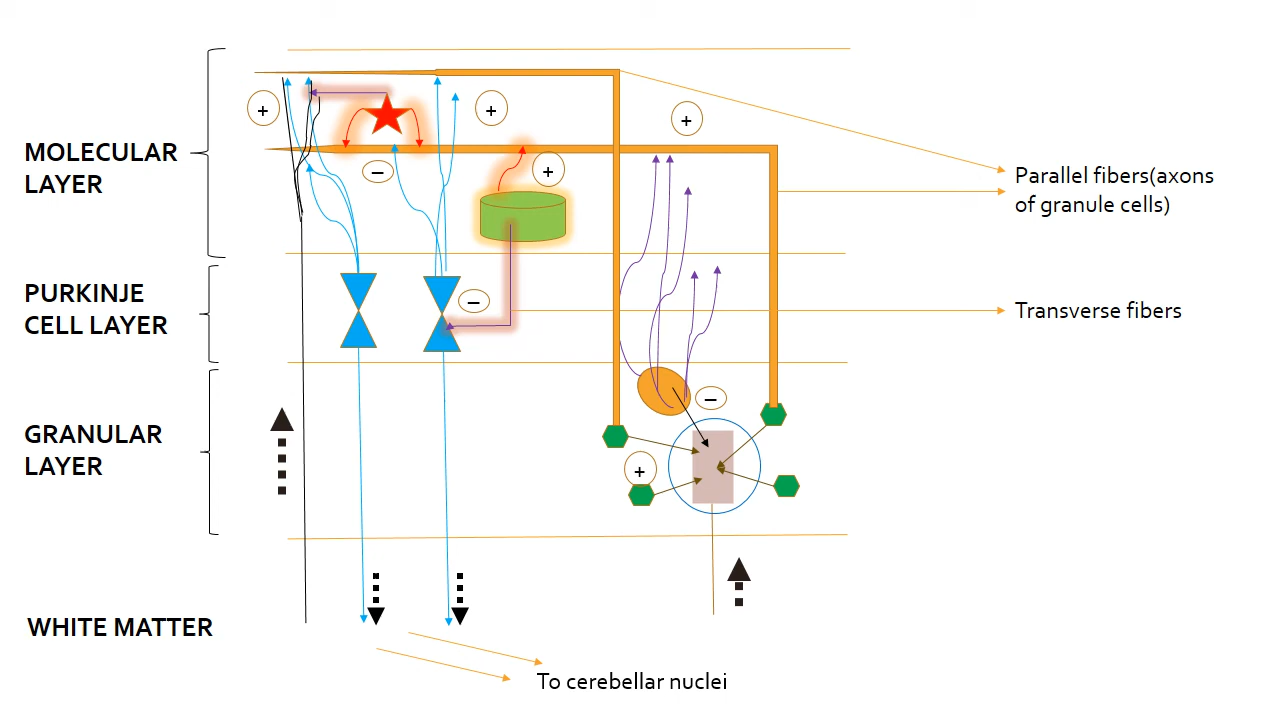 MOLECULAR
LAYER
PURKINJE
CELL LAYER
GRANULAR
LAYER
WHITE MATTER
+
+
+
−
+
−
−
+
Parallel fibers(axons
of granule cells)
Transverse fibers
To cerebellar nuclei